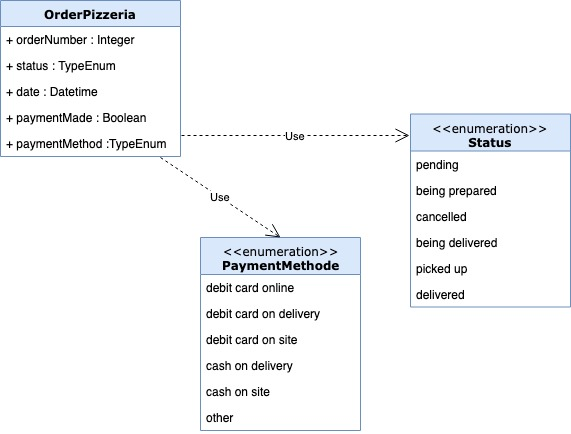 OrderPizzeria
+ orderNumber : Integer
+ status : TypeEnum
+ date : Datetime
+ paymentMade : Boolean
+ paymentMethod :TypeEnum
Use
Use
<<enumeration>>
Status
pending
being prepared
cancelled
being delivered
picked up
delivered
<<enumeration>>
PaymentMethode
debit card online
debit card on delivery
debit card on site
cash on delivery
cash on site
other